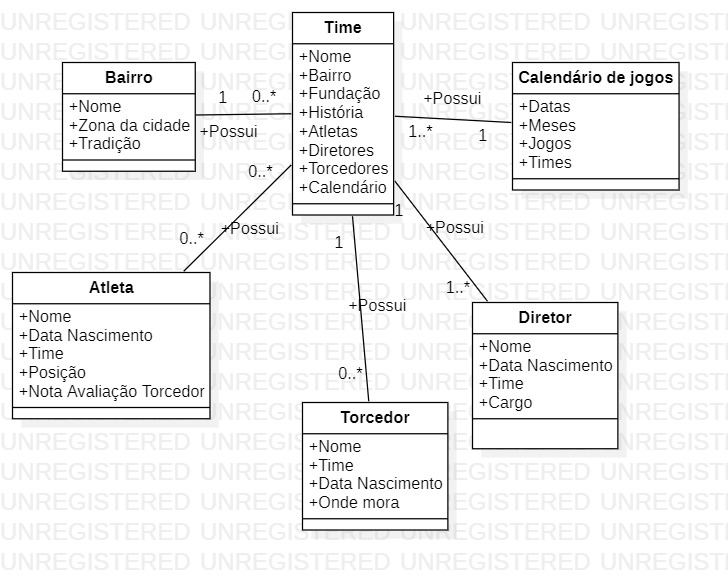 Time
+Nome
+Bairro
+Fundação
+História
+Atletas
+Diretores
+Torcedores
+Calendário
Bairro
+Nome
+Zona da cidade
+Tradição
1
0..*
+Possui
Calendário de jogos
+Datas
+Meses
+Jogos
+Times
+Possui
1..*
1
0..*
0..*
+Possui
1
+Possui
1..*
1
+Possui
0..*
Atleta
+Nome
+Data Nascimento
+Time
+Posição
+Nota Avaliação Torcedor
Diretor
+Nome
+Data Nascimento
+Time
+Cargo
Torcedor
+Nome
+Time
+Data Nascimento
+Onde mora
UNREGISTERED UNREGISTERED UNREGISTERED UNREGISTERED